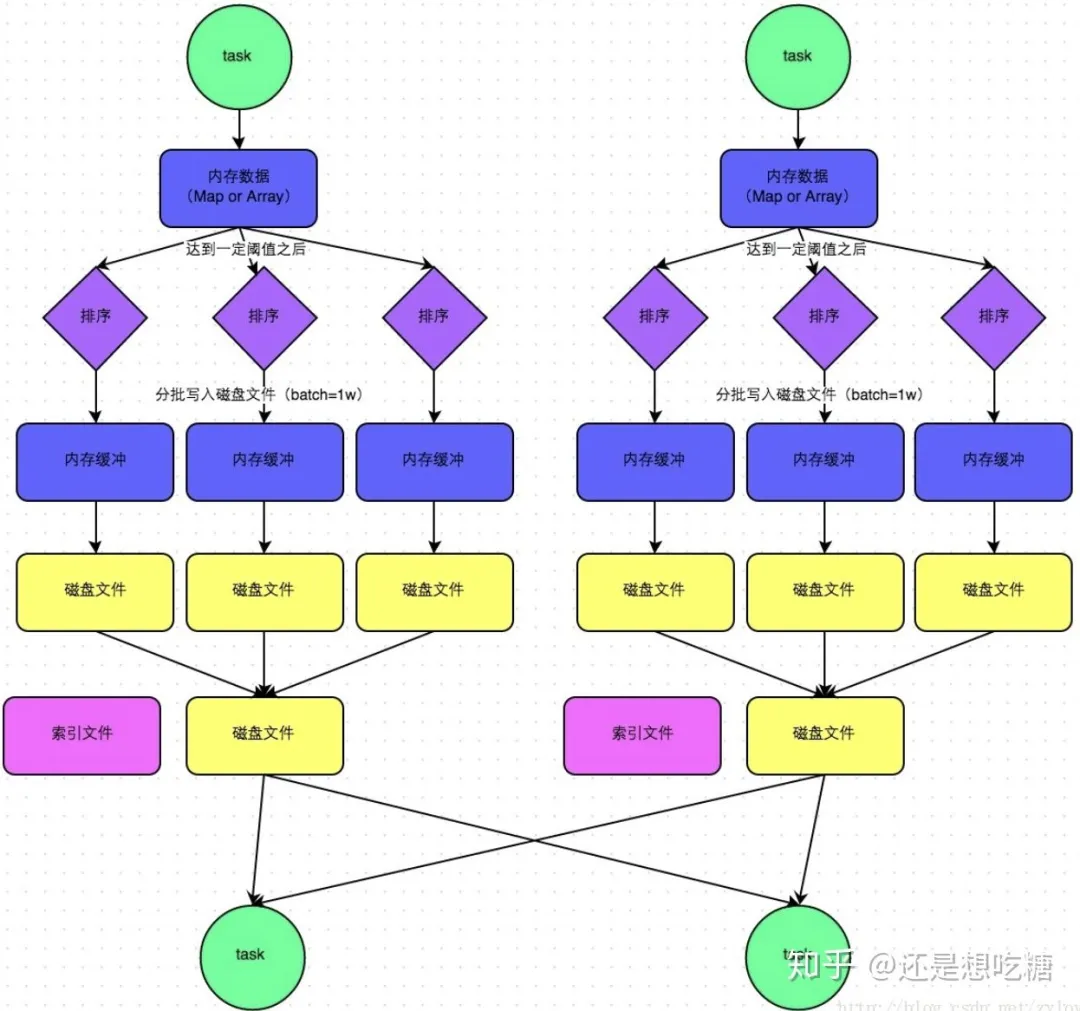 task
task
内存数据
（Map or Array）
内存数据
（Map or Array）
达到一定阈值之后
达到一定阈值之后
排序
排序
排序
排序
排序
排序
分批写入磁盘文件（batch=1w）
分批写入磁盘文件（batch=1w）
内存缓冲
内存缓冲
内存缓冲
内存缓冲
内存缓冲
内存缓冲
磁盘文件
磁盘文件
磁盘文件
磁盘文件
磁盘文件
磁盘文件
索引文件
磁盘文件
索引文件
磁盘文件
task
task
知乎 @还是想吃糖